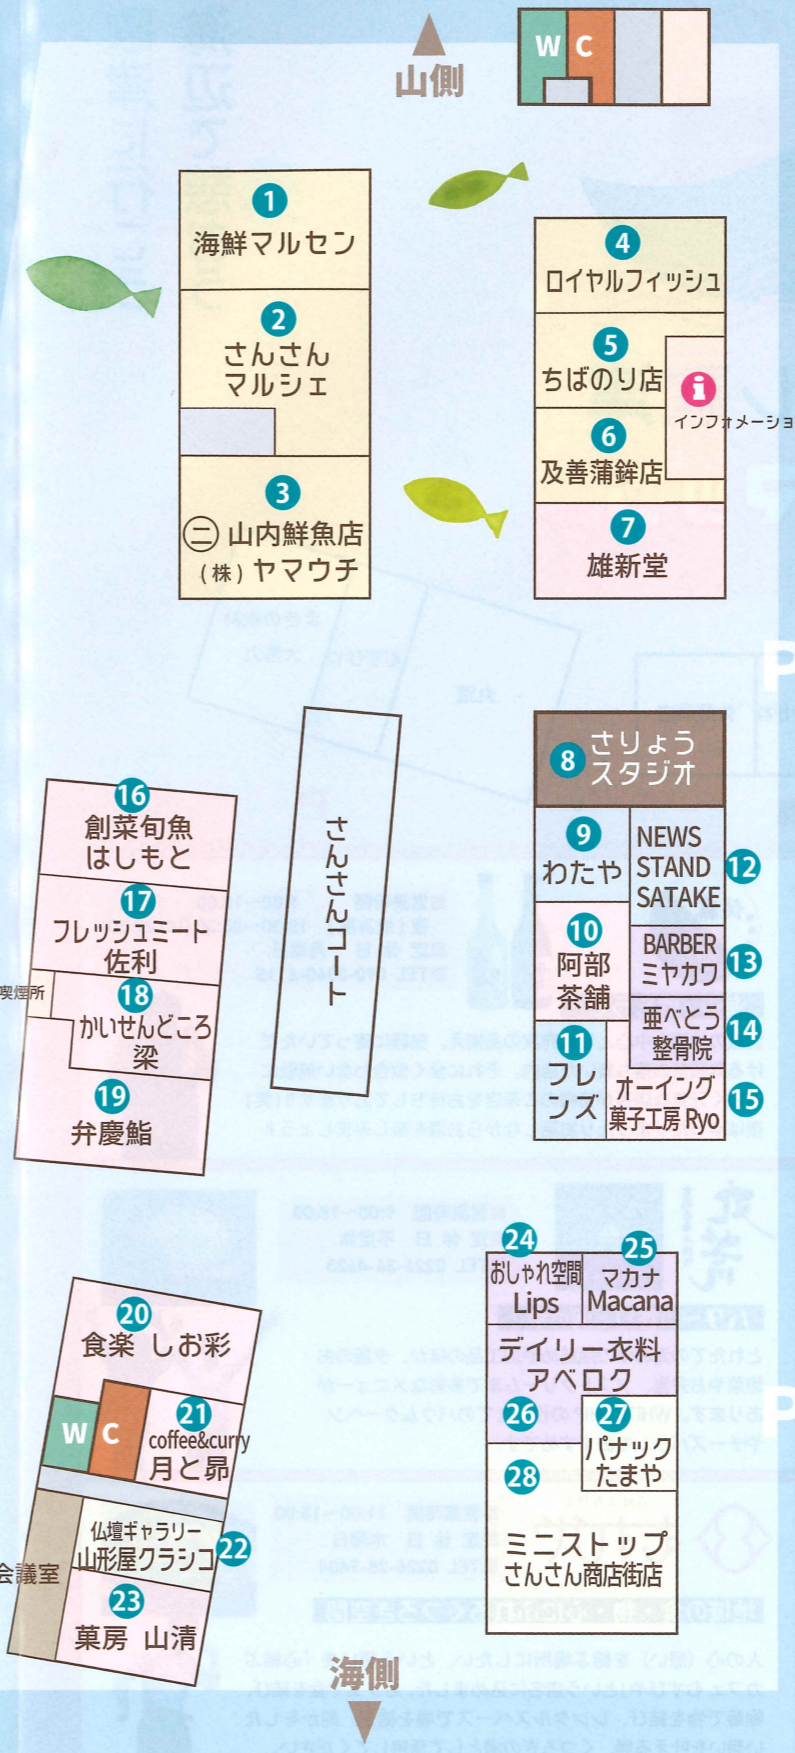 山側
W C
1
海鮮マルセン
2
さんさん
マルシェ
3
㊁ 山内鮮魚店
(株) ヤマウチ
4
ロイヤルフィッシュ
5
ちばのり店
i
インフォメーショ
6
及善蒲鉾店
7
雄新堂
P
8
さりょう
スタジオ
9
わたや
10
阿部
茶舗
11
フレ
ンズ
NEWS
STAND
SATAKE
12
BARBER
ミヤカワ
13
亜べとう
整骨院
14
オーイング
菓子工房 Ryo
15
さんさんコート
16
創菜旬魚
はしもと
17
フレッシュミート
佐利
喫煙所
18
かいせんどころ
梁
19
弁慶鮨
20
食楽 しお彩
W C
21
coffee&curry
月と昴
仏壇ギャラリー
山形屋クラシコ
22
会議室
23
菓房 山清
24
おしゃれ空間
Lips
25
マカナ
Macana
デイリー衣料
アベロク
26
27
パナック
たまや
28
ミニストップ
さんさん商店街店
P
海側